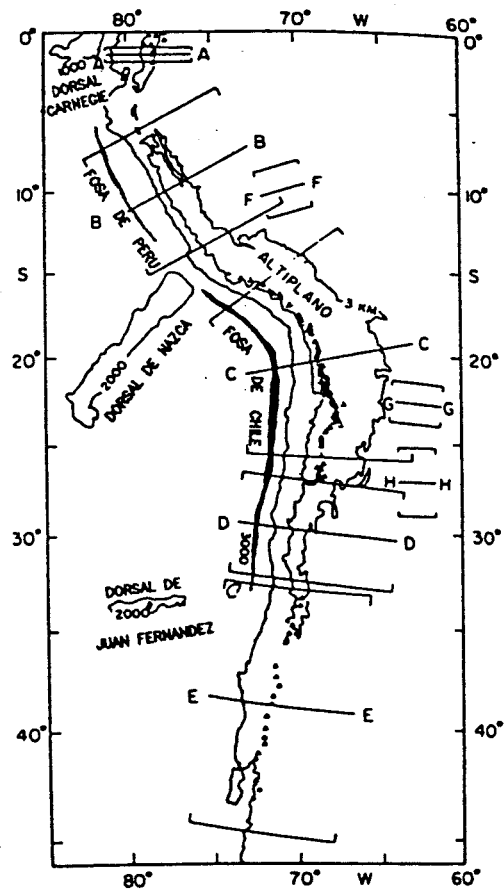 80° 70° W 60°
0° 0°
A A
1000
DORSAL
CARNEGIE
B
FOSA DE PERU
F F
10° 10°
B
ALTIPLANO
S S
3 KM
FOSA DE CHILE
2000
DORSAL DE NAZCA
20° 20°
C C
G G
H H
D D
30° 30°
5000
DORSAL DE
2000
JUAN FERNANDEZ
E E
40° 40°
80° 70° W 60°